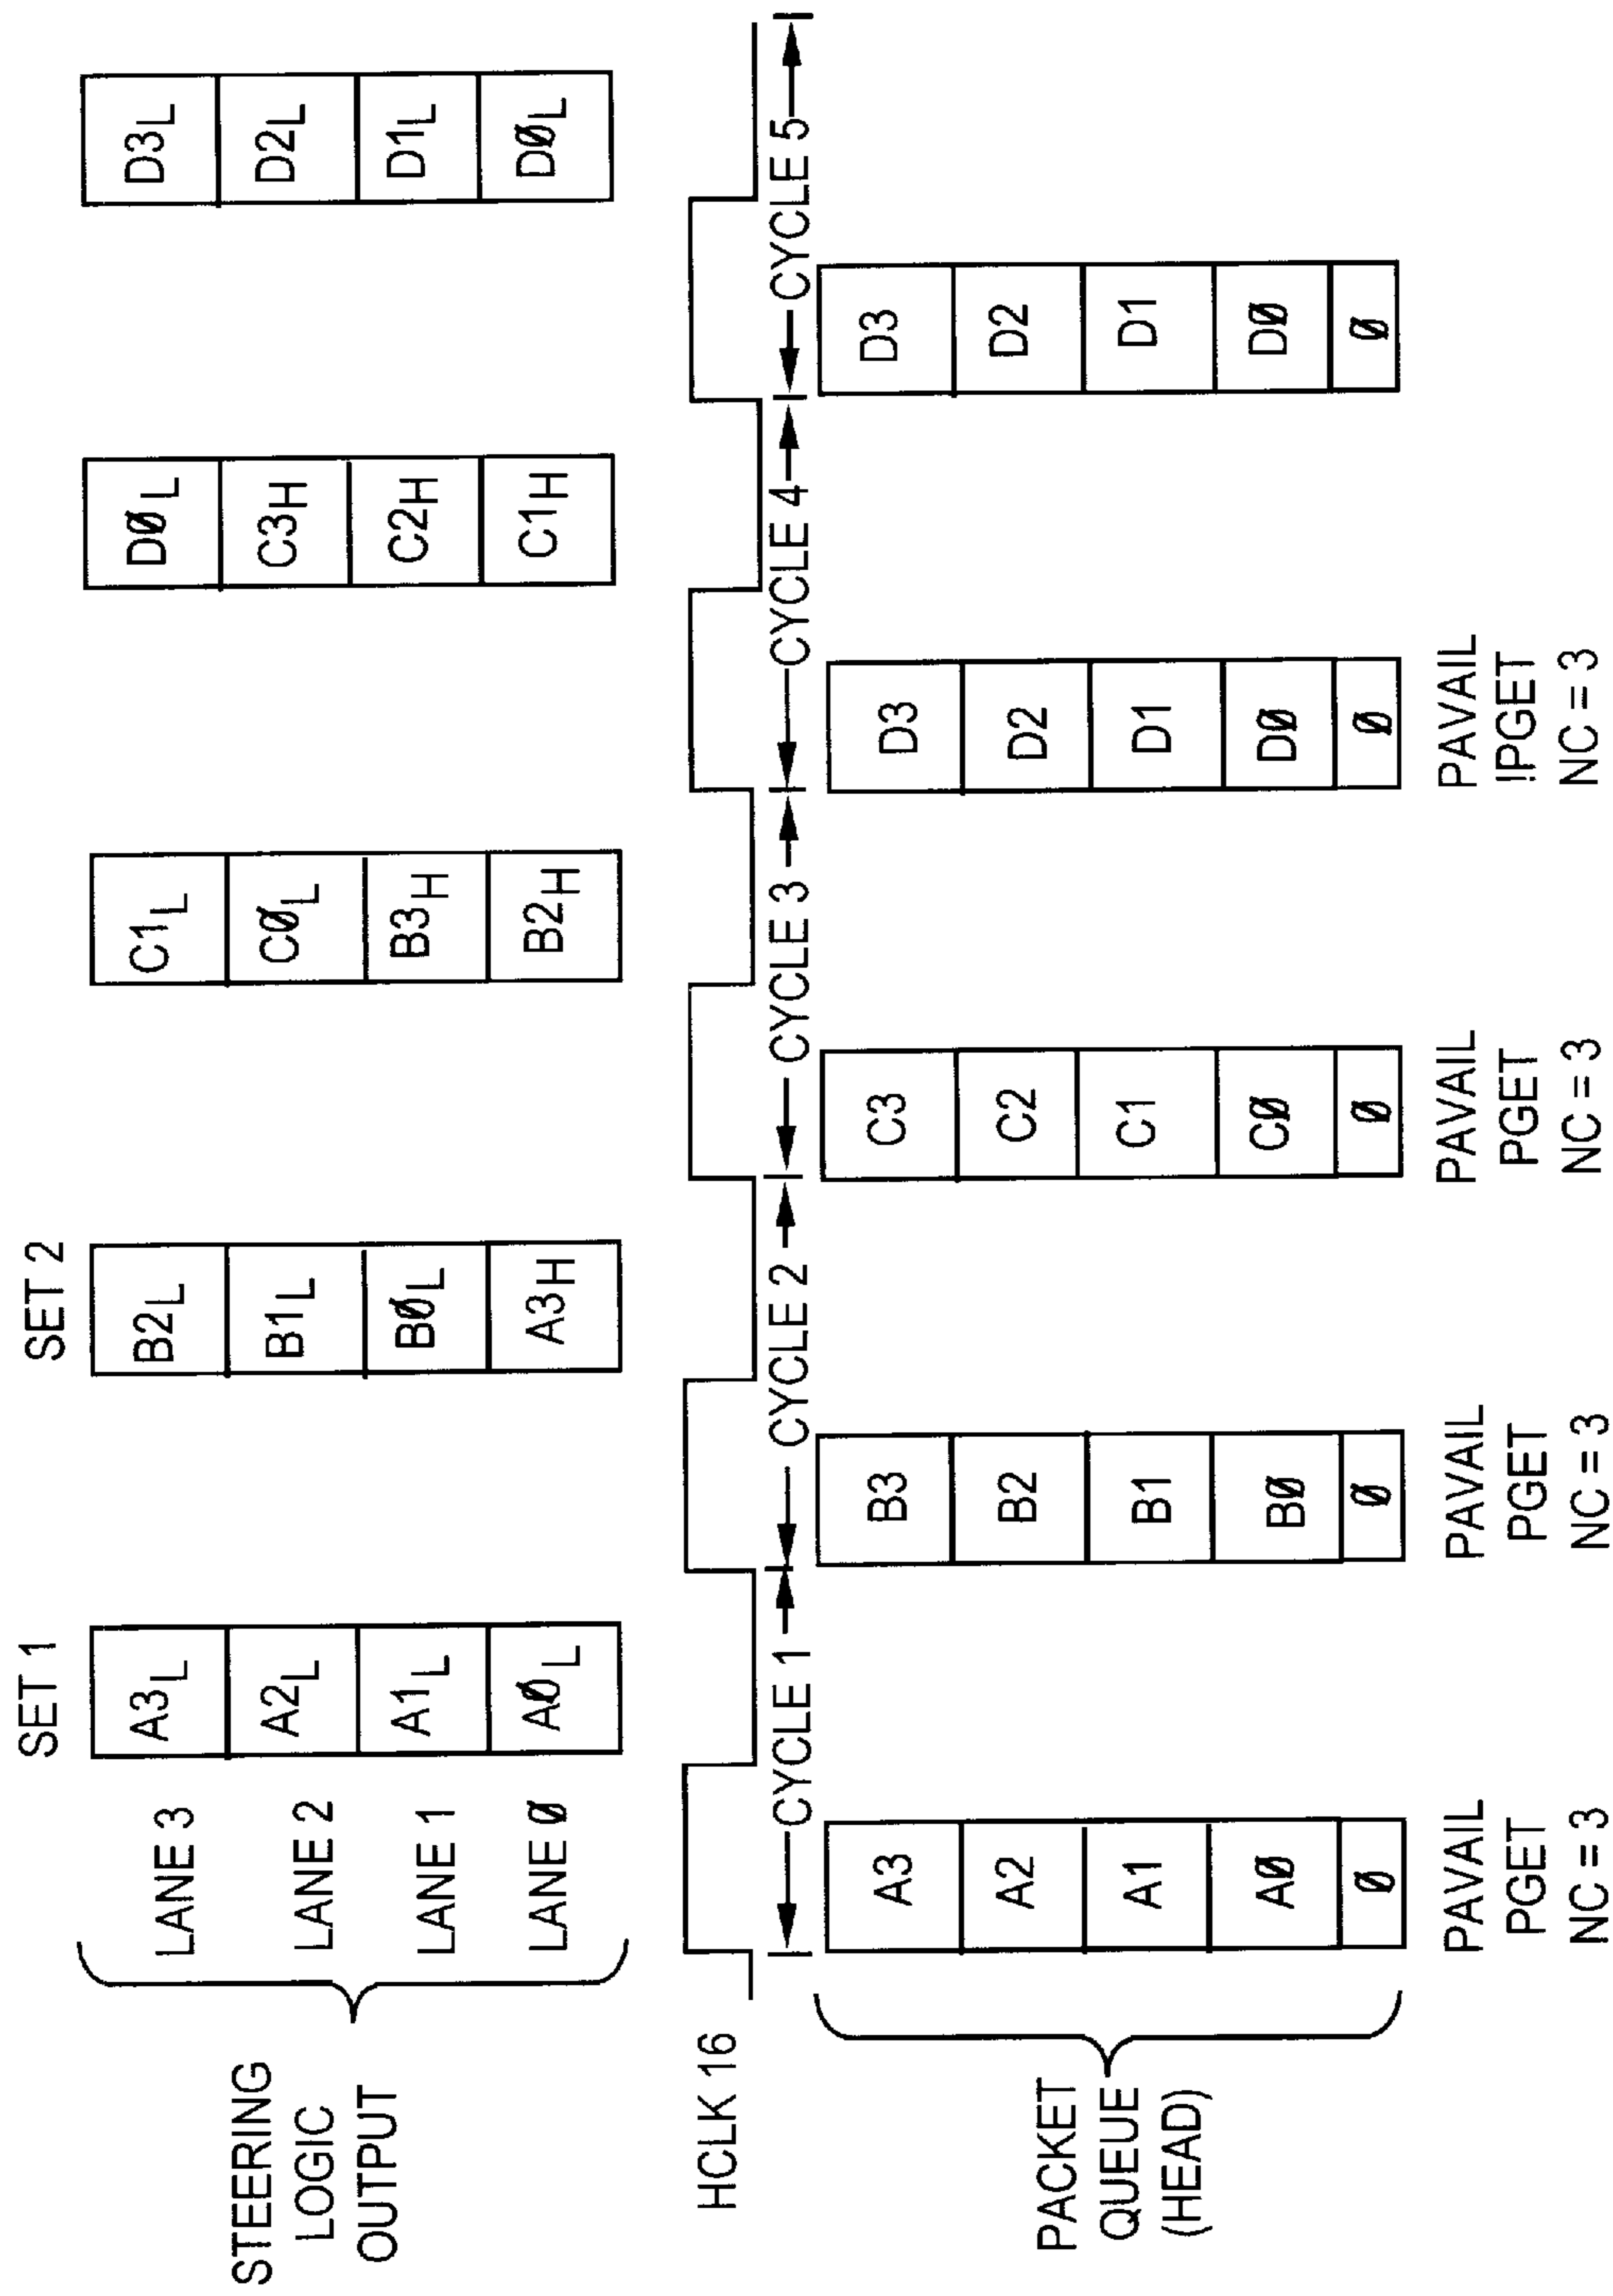 SET 1
SET 2
STEERING
LOGIC
OUTPUT
LANE 3
LANE 2
LANE 1
LANE Ø
A3L
A2L
A1L
AØL
B2L
B1L
BØL
A3H
C1L
CØL
B3H
B2H
DØL
C3H
C2H
C1H
D3L
D2L
D1L
DØL
HCLK 16
CYCLE 1
CYCLE 2
CYCLE 3
CYCLE 4
CYCLE 5
PACKET
QUEUE
(HEAD)
A3
A2
A1
AØ
Ø
PAVAIL
PGET
NC = 3
B3
B2
B1
BØ
Ø
PAVAIL
PGET
NC = 3
C3
C2
C1
CØ
Ø
PAVAIL
PGET
NC = 3
D3
D2
D1
DØ
Ø
PAVAIL
!PGET
NC = 3
D3
D2
D1
DØ
Ø